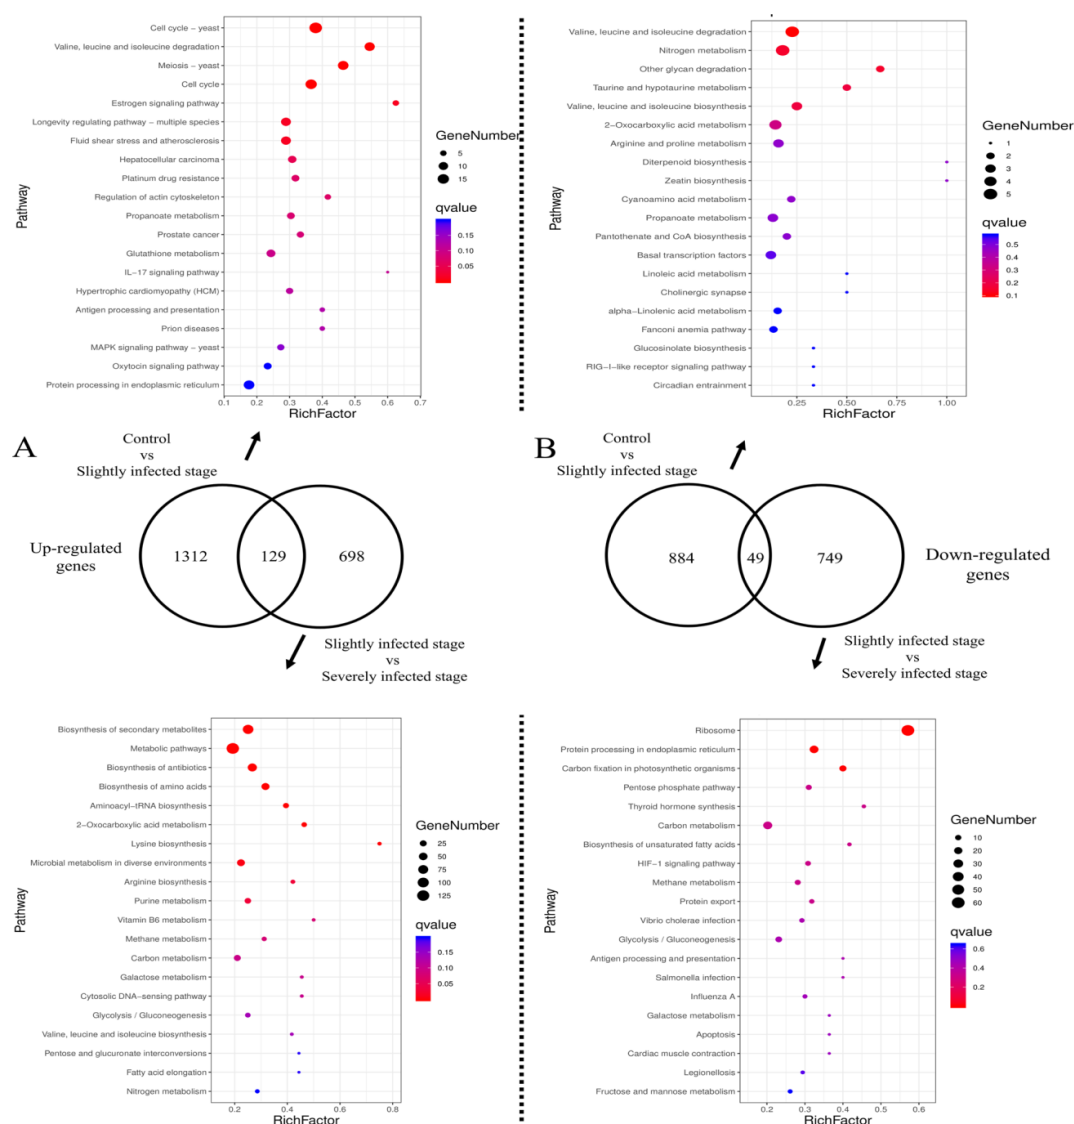 Cell cycle − yeast
Valine, leucine and isoleucine degradation
Meiosis − yeast
Cell cycle
Estrogen signaling pathway
Longevity regulating pathway − multiple species
Fluid shear stress and atherosclerosis
Hepatocellular carcinoma
Platinum drug resistance
Regulation of actin cytoskeleton
Propanoate metabolism
Prostate cancer
Glutathione metabolism
IL−17 signaling pathway
Hypertrophic cardiomyopathy (HCM)
Antigen processing and presentation
Prion diseases
MAPK signaling pathway − yeast
Oxytocin signaling pathway
Protein processing in endoplasmic reticulum
Pathway
0.1 0.2 0.3 0.4 0.5 0.6 0.7
RichFactor
GeneNumber
5
10
15
qvalue
0.15
0.10
0.05
Valine, leucine and isoleucine degradation
Nitrogen metabolism
Other glycan degradation
Taurine and hypotaurine metabolism
Valine, leucine and isoleucine biosynthesis
2−Oxocarboxylic acid metabolism
Arginine and proline metabolism
Diterpenoid biosynthesis
Zeatin biosynthesis
Cyanoamino acid metabolism
Propanoate metabolism
Pantothenate and CoA biosynthesis
Basal transcription factors
Linoleic acid metabolism
Cholinergic synapse
alpha−Linolenic acid metabolism
Fanconi anemia pathway
Glucosinolate biosynthesis
RIG−I−like receptor signaling pathway
Circadian entrainment
Pathway
0.25 0.50 0.75 1.00
RichFactor
GeneNumber
1
2
3
4
5
qvalue
0.5
0.4
0.3
0.2
0.1
A
Control
vs
Slightly infected stage
Up-regulated
genes
1312
129
698
Slightly infected stage
vs
Severely infected stage
B
Control
vs
Slightly infected stage
884
49
749
Down-regulated
genes
Slightly infected stage
vs
Severely infected stage
Biosynthesis of secondary metabolites
Metabolic pathways
Biosynthesis of antibiotics
Biosynthesis of amino acids
Aminoacyl−tRNA biosynthesis
2−Oxocarboxylic acid metabolism
Lysine biosynthesis
Microbial metabolism in diverse environments
Arginine biosynthesis
Purine metabolism
Vitamin B6 metabolism
Methane metabolism
Carbon metabolism
Galactose metabolism
Cytosolic DNA−sensing pathway
Glycolysis / Gluconeogenesis
Valine, leucine and isoleucine biosynthesis
Pentose and glucuronate interconversions
Fatty acid elongation
Nitrogen metabolism
Pathway
0.2 0.4 0.6 0.8
RichFactor
GeneNumber
25
50
75
100
125
qvalue
0.15
0.10
0.05
Ribosome
Protein processing in endoplasmic reticulum
Carbon fixation in photosynthetic organisms
Pentose phosphate pathway
Thyroid hormone synthesis
Carbon metabolism
Biosynthesis of unsaturated fatty acids
HIF−1 signaling pathway
Methane metabolism
Protein export
Vibrio cholerae infection
Glycolysis / Gluconeogenesis
Antigen processing and presentation
Salmonella infection
Influenza A
Galactose metabolism
Apoptosis
Cardiac muscle contraction
Legionellosis
Fructose and mannose metabolism
Pathway
0.2 0.3 0.4 0.5 0.6
RichFactor
GeneNumber
10
20
30
40
50
60
qvalue
0.6
0.4
0.2